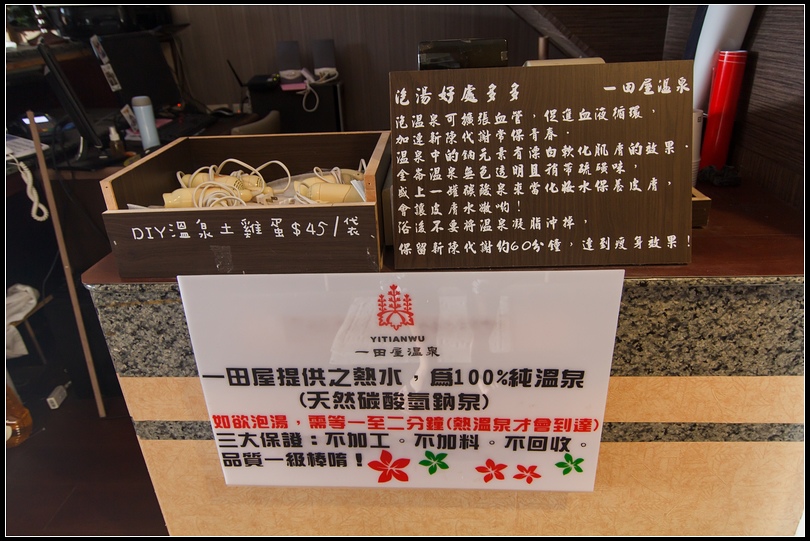 泡湯好處多多
一田屋溫泉
泡溫泉可擴張血管，促進血液循環，
加速新陳代謝常保青春．
溫泉中的鈉元素有漂白軟化肌膚的效果．
金崙溫泉無色透明且稍帶硫磺味．
或上一罐碳酸泉來當化妝水保養皮膚，
會讓皮膚水噹喲！
浴後不要將溫泉凝脂沖掉，
保留新陳代謝約60分鐘，達到瘦身效果！
DIY溫泉土雞蛋$45/袋
YITIANWU
一田屋溫泉
一田屋提供之熱水，為100%純溫泉
(天然碳酸氫鈉泉)
如欲泡湯，需等一至二分鐘(熱溫泉才會到達)
三大保證：不加工。不加料。不回收。
品質一級棒唷！